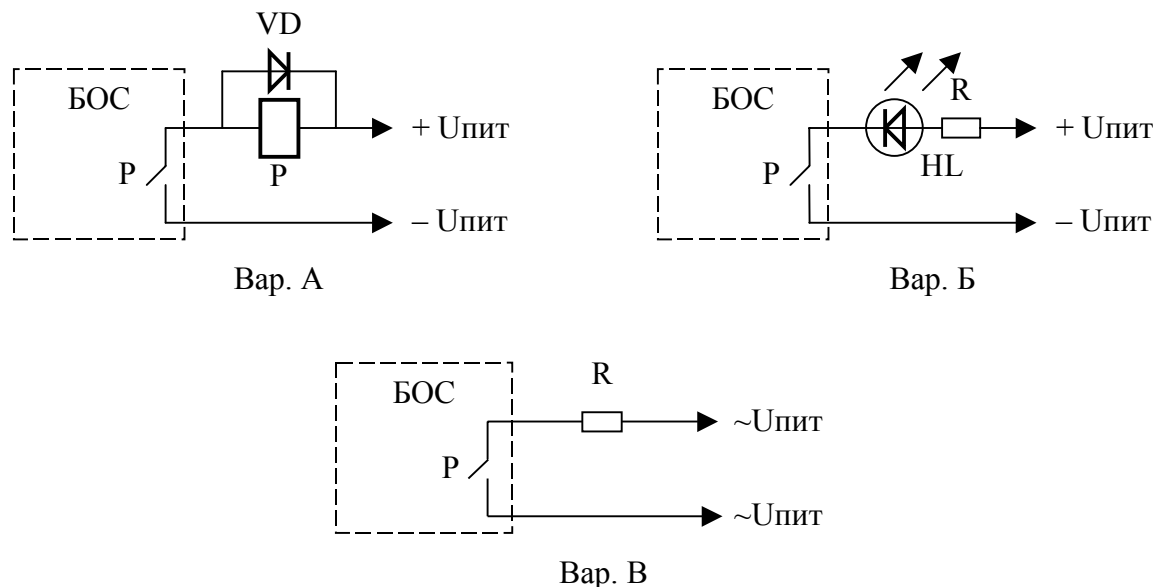 VD
БОС
+ Uпит
P
P
– Uпит
Вар. А
БОС
R
+ Uпит
HL
P
– Uпит
Вар. Б
БОС
R
~Uпит
P
~Uпит
Вар. В